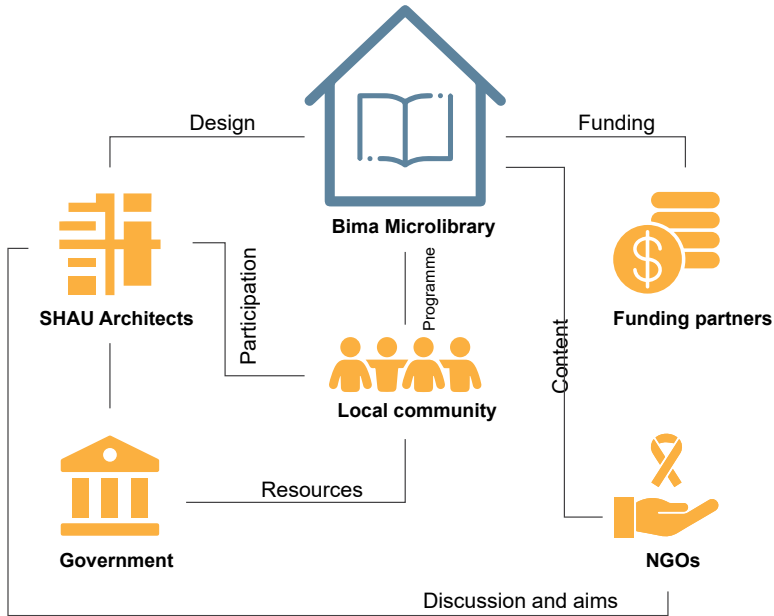 Design
Funding
Bima Microlibrary
Participation
Programme
SHAU Architects
Funding partners
Content
Local community
Resources
Government
NGOs
Discussion and aims
$